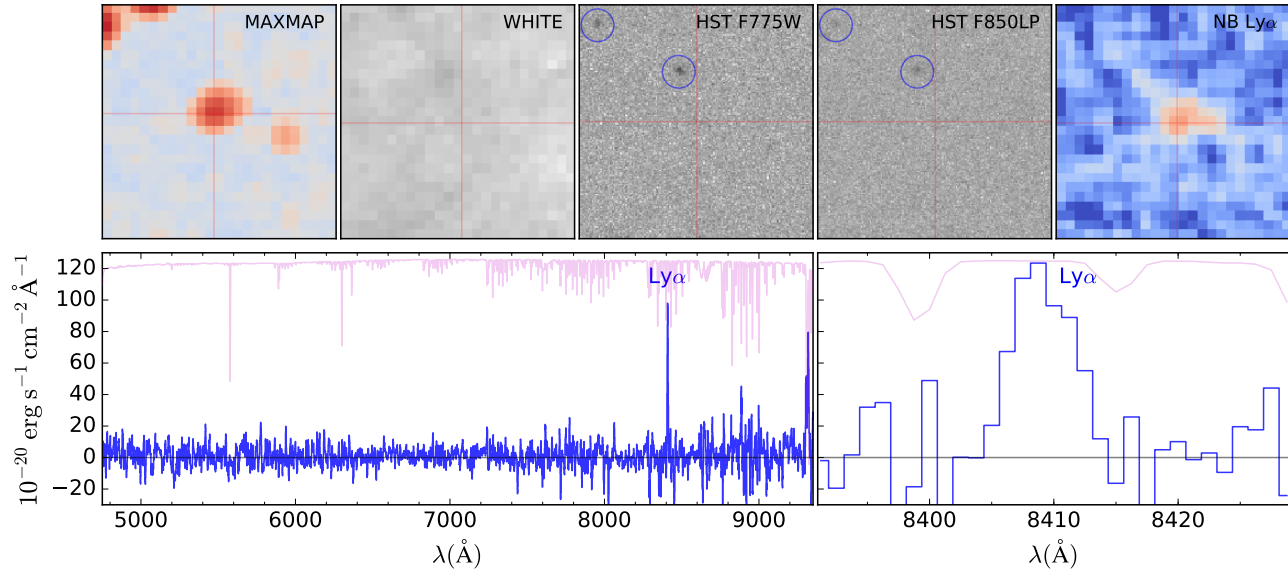 MAXMAP
WHITE
HST F775W
HST F850LP
NB Lyα
10⁻²⁰ erg s⁻¹ cm⁻² Å⁻¹
120
100
80
60
40
20
0
−20
Lyα
5000
6000
7000
8000
9000
λ(Å)
Lyα
8400
8410
8420
λ(Å)